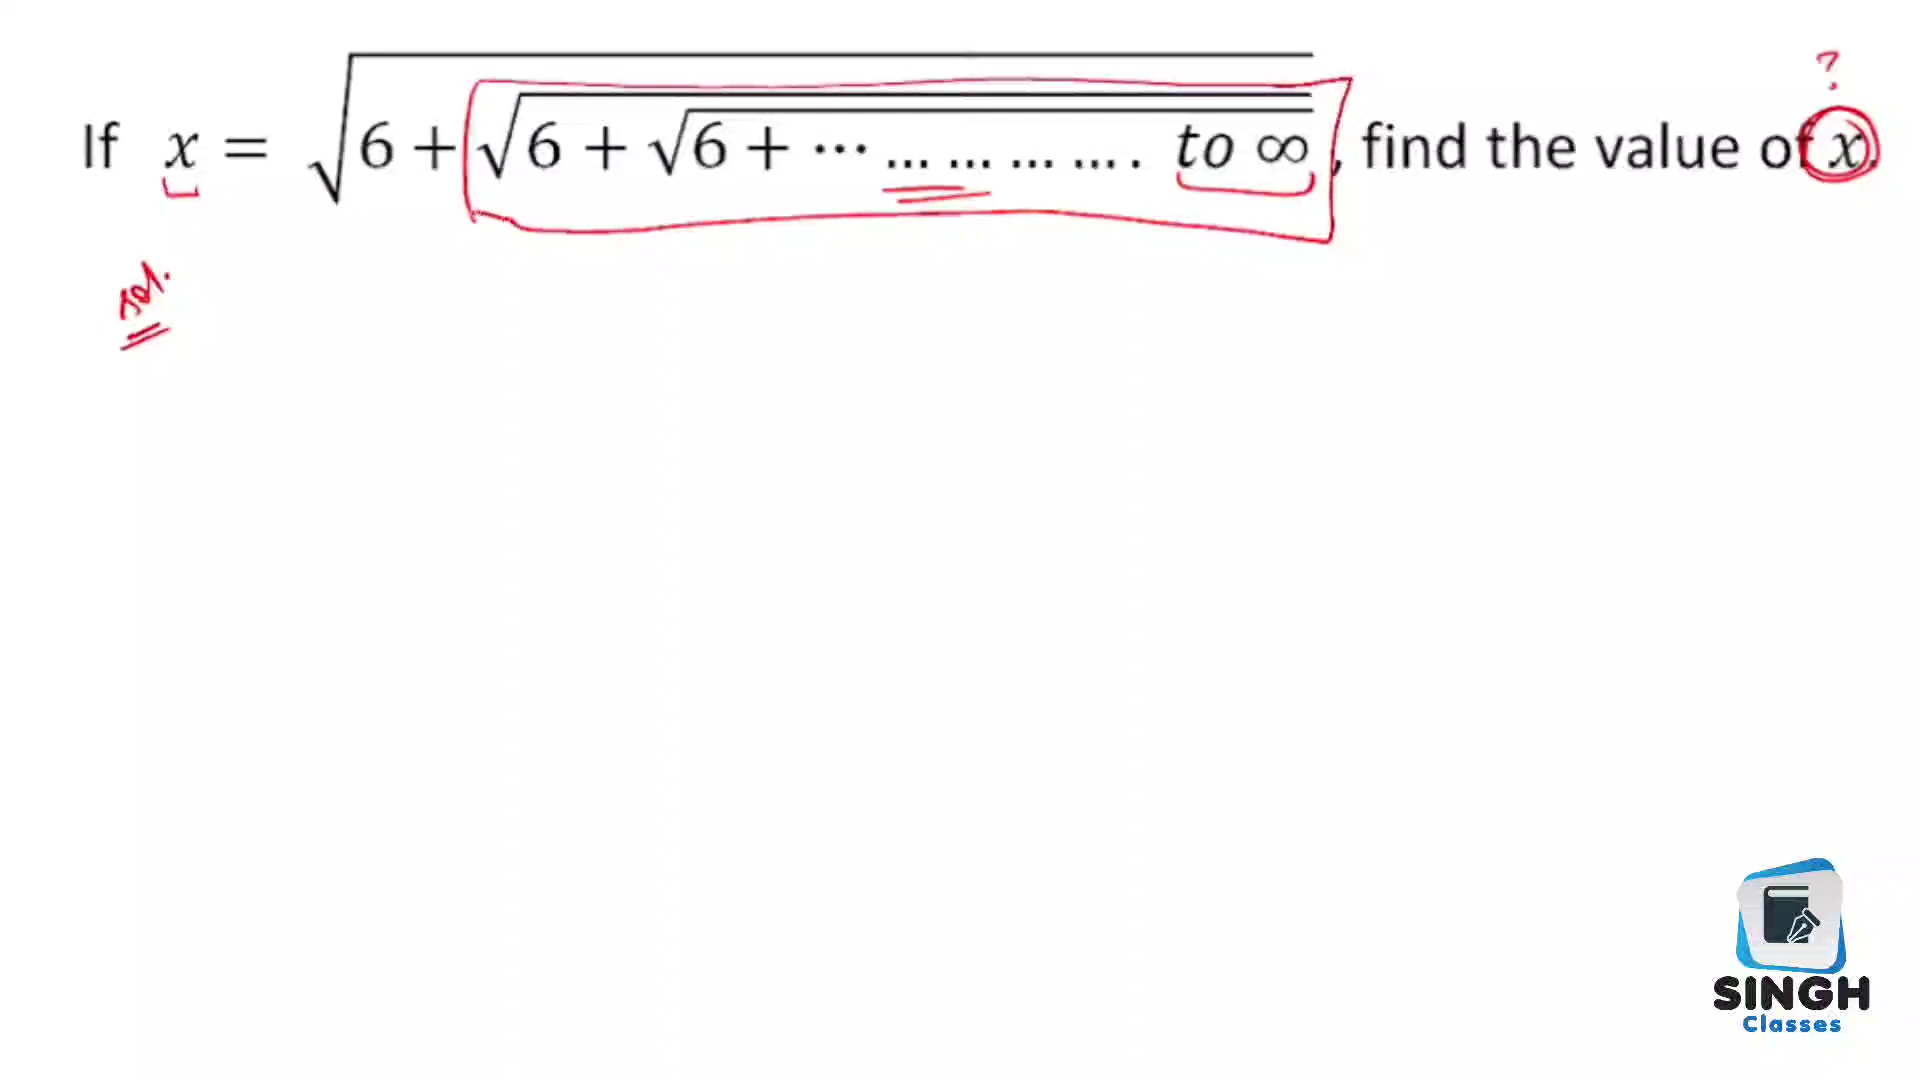 If x = √6 + √6 + √6 + ⋯ ... ... ... .... to ∞, find the value of x.
?
sol.
SINGH
Classes